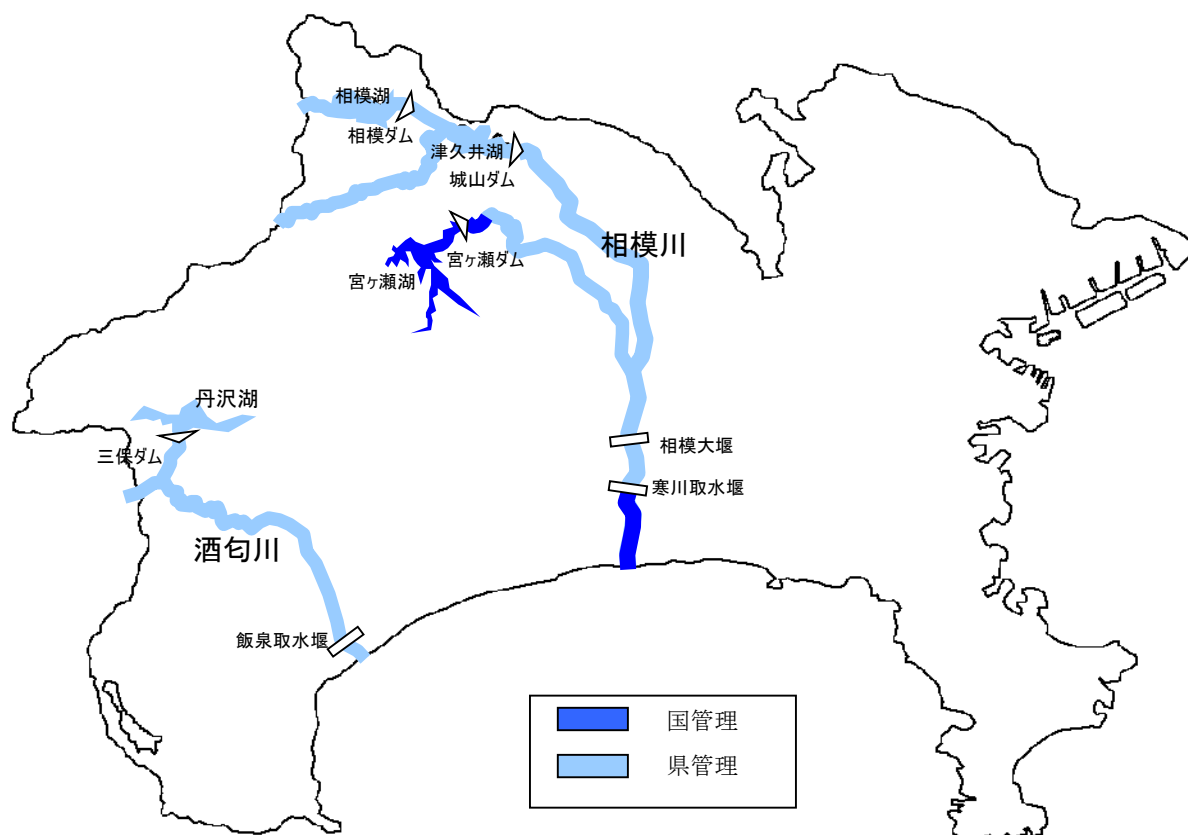 相模湖
相模ダム
津久井湖
城山ダム
相模川
宮ヶ瀬ダム
宮ヶ瀬湖
丹沢湖
三保ダム
相模大堰
寒川取水堰
酒匂川
飯泉取水堰
国管理
県管理